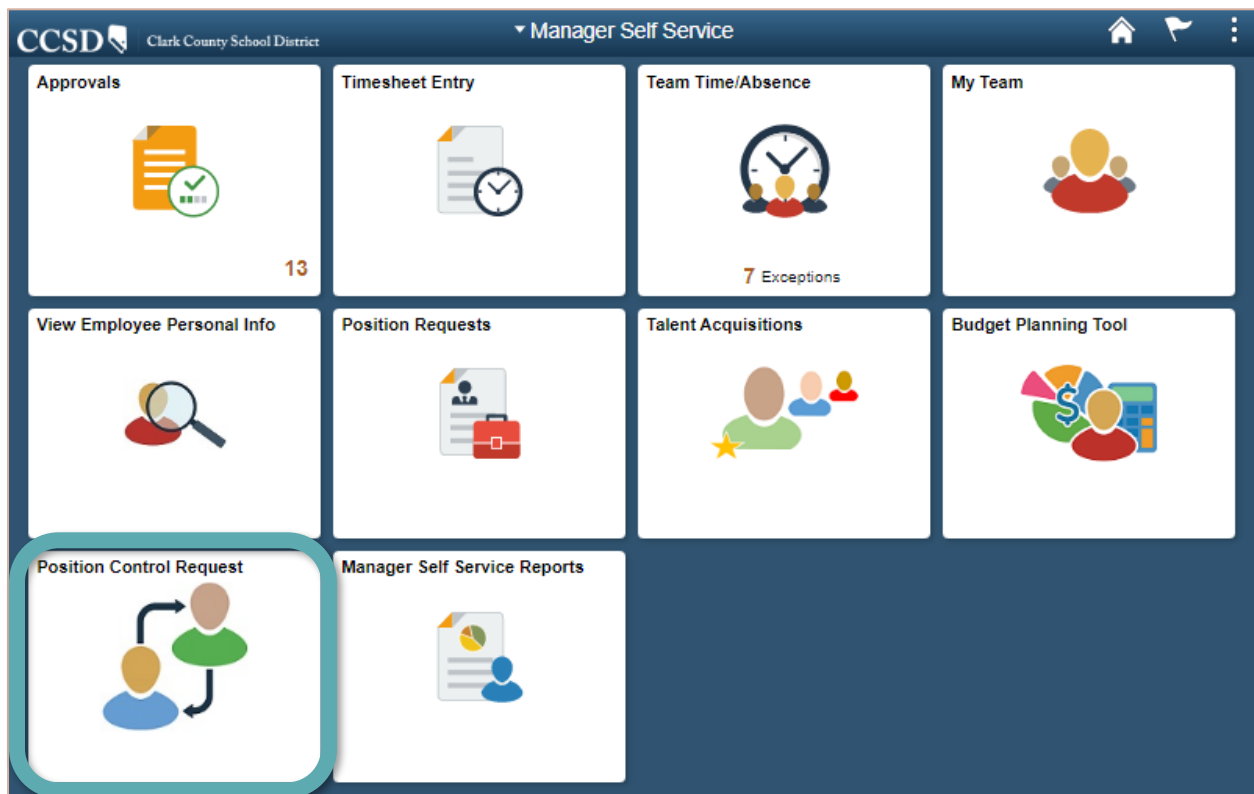 CCSD Clark County School District
Manager Self Service
Approvals
Timesheet Entry
Team Time/Absence
My Team
13
7 Exceptions
View Employee Personal Info
Position Requests
Talent Acquisitions
Budget Planning Tool
Position Control Request
Manager Self Service Reports